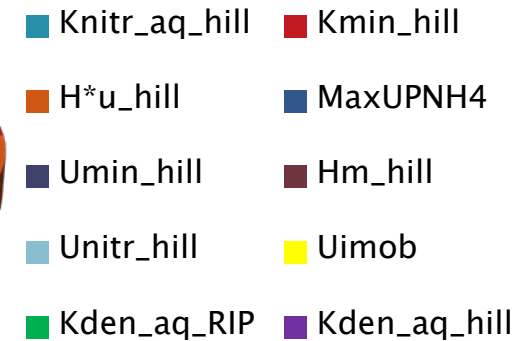 Knitr_aq_hill Kmin_hill
H*u_hill MaxUPNH4
Umin_hill Hm_hill
Unitr_hill Uimob
Kden_aq_RIP Kden_aq_hill